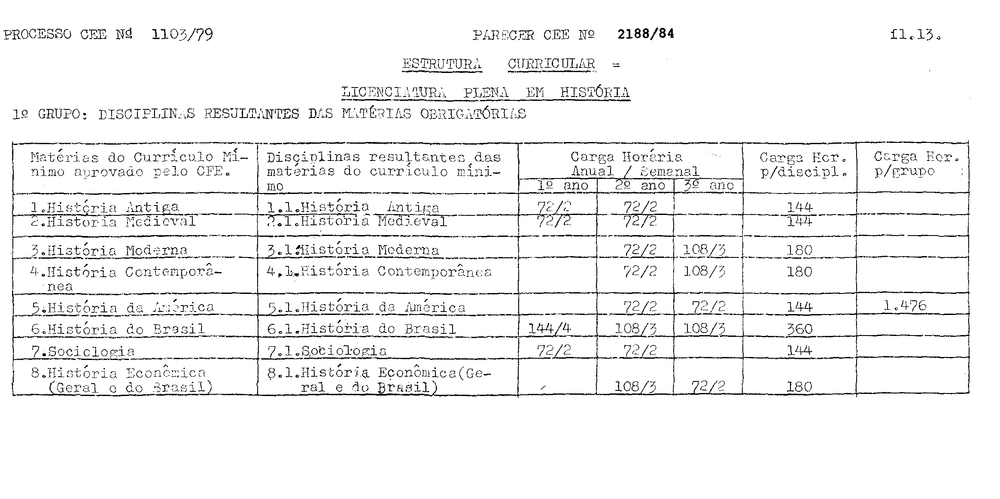 PROCESSO CEE Nº 1103/79 PARECER CEE Nº 2188/84 fl.13.
ESTRUTURA CURRICULAR =
LICENCIATURA PLENA EM HISTÓRIA
1º GRUPO: DISCIPLINAS RESULTANTES DAS MATÉRIAS OBRIGATÓRIAS
Matérias do Currículo Mí- Disciplinas resultantes das Carga Horária Carga Hor. Carga Hor.
nimo aprovado pelo CFE. matérias do currículo míni- Anual / Semanal p/discipl. p/grupo
mo 1º ano 2º ano 3º ano
1.História Antiga 1.1.História Antiga 72/2 72/2 144
2.História Medieval 2.1.História Medieval 72/2 72/2 144
3.História Moderna 3.1.História Moderna 72/2 108/3 180
4.História Contemporâ- 4.1.História Contemporânea 72/2 108/3 180
nea
5.História da América 5.1.História da América 72/2 72/2 144 1.476
6.História do Brasil 6.1.História do Brasil 144/4 108/3 108/3 360
7.Sociologia 7.1.Sociologia 72/2 72/2 144
8.História Econômica 8.1.História Econômica(Ge-
(Geral e do Brasil) ral e do Brasil) 108/3 72/2 180